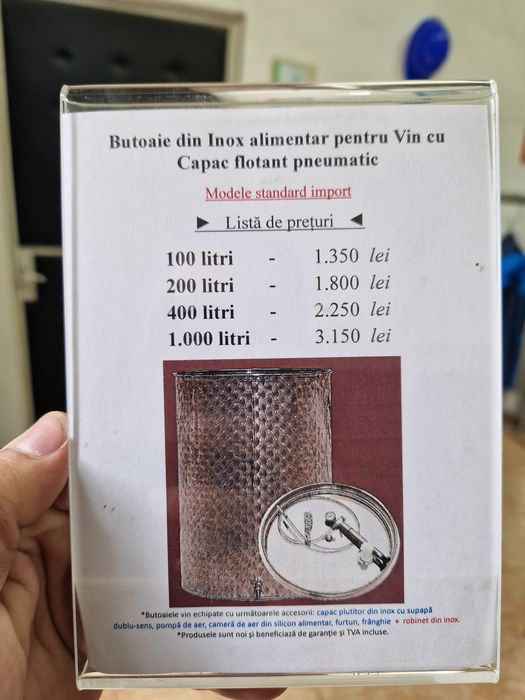 Butoaie din Inox alimentar pentru Vin cu
Capac flotant pneumatic
Modele standard import
► Listă de prețuri ◄
100 litri - 1.350 lei
200 litri - 1.800 lei
400 litri - 2.250 lei
1.000 litri - 3.150 lei
*Butoaiele vin echipate cu următoarele accesorii: capac plutitor din inox cu supapă
dublu-sens, pompă de aer, cameră de aer din silicon alimentar, furtun, frânghie + robinet din inox.
*Produsele sunt noi și beneficiază de garanție și TVA incluse.